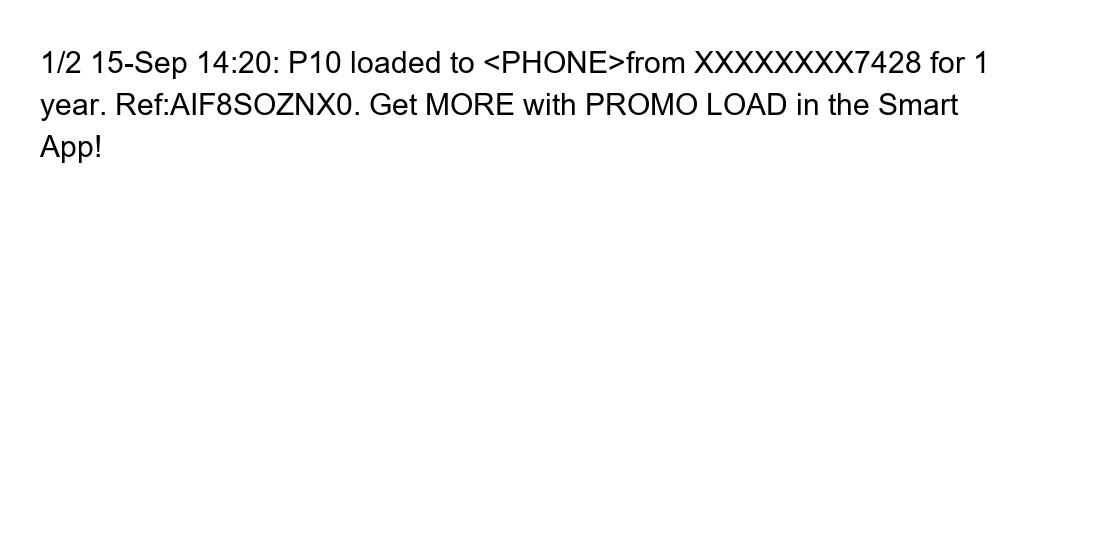 1/2 15-Sep 14:20: P10 loaded to <PHONE>from XXXXXXXX7428 for 1
year. Ref:AIF8SOZNX0. Get MORE with PROMO LOAD in the Smart
App!